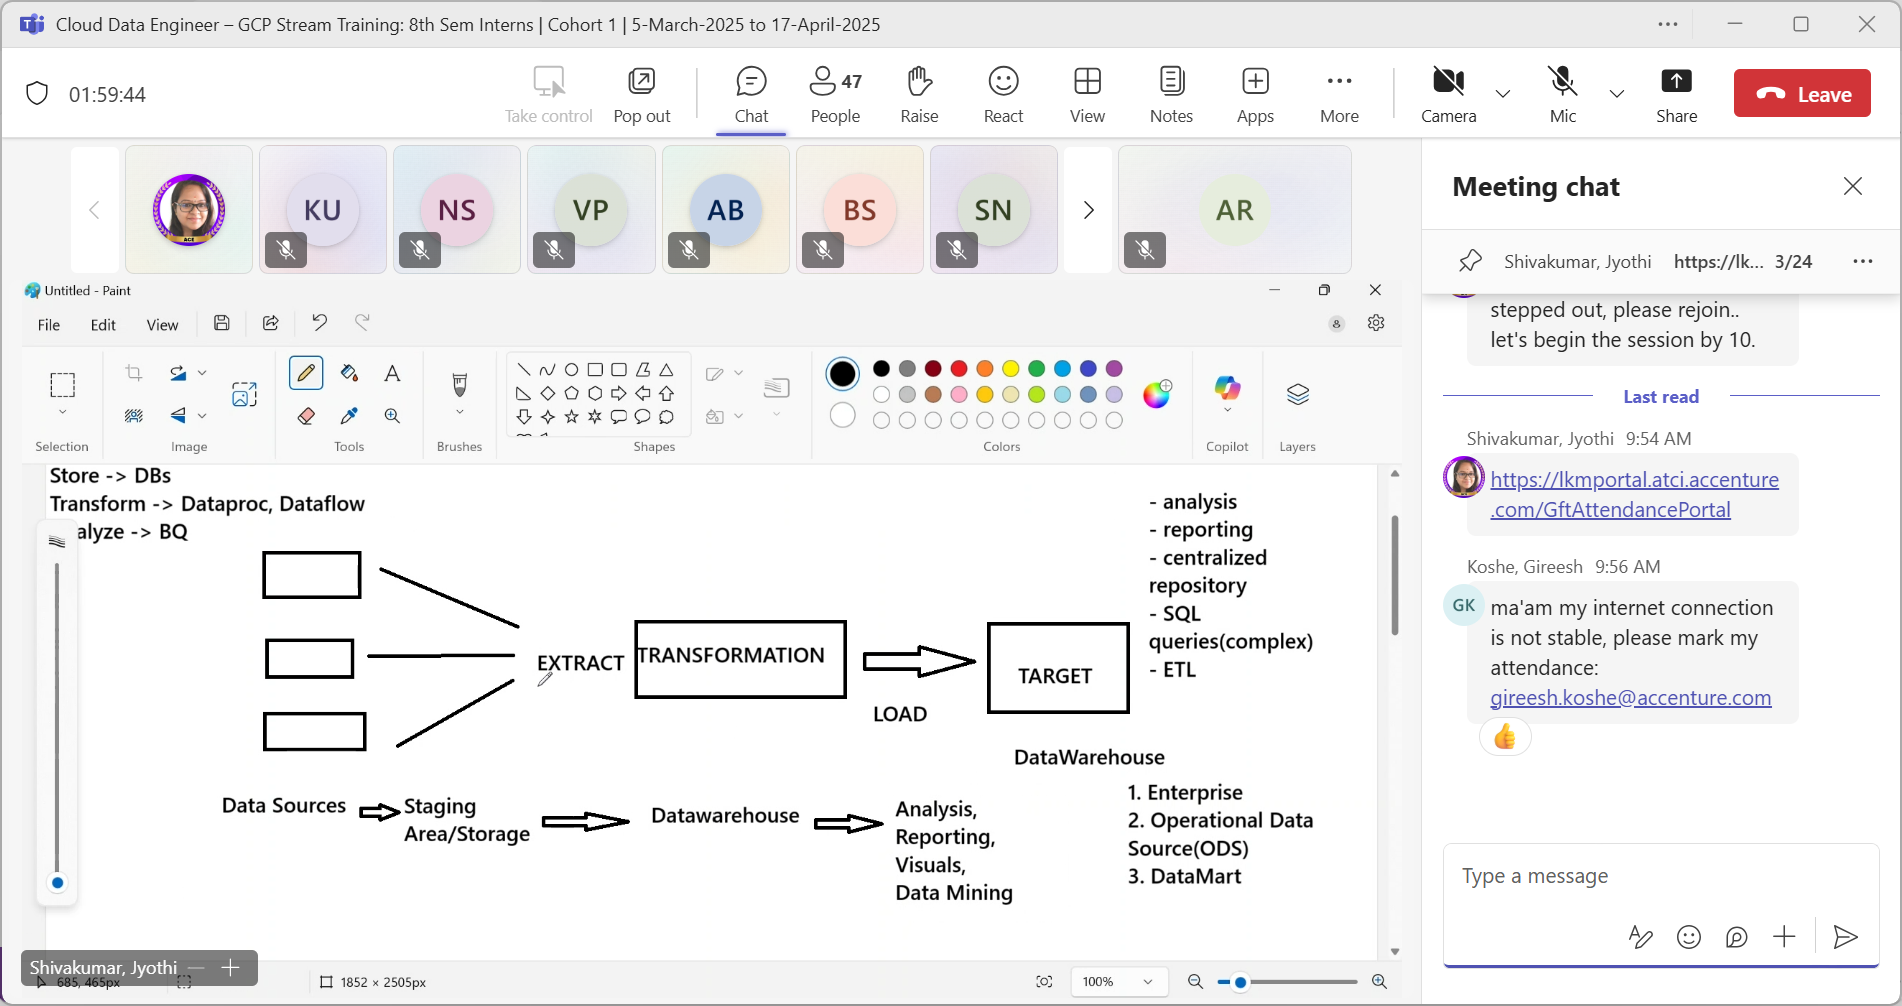 Cloud Data Engineer – GCP Stream Training: 8th Sem Interns | Cohort 1 | 5-March-2025 to 17-April-2025
01:59:44
Take control
Pop out
Chat
47
People
Raise
React
View
Notes
Apps
More
Camera
Mic
Share
Leave
ACE
KU
NS
VP
AB
BS
SN
AR
Untitled - Paint
File
Edit
View
Selection
Image
Tools
Brushes
Shapes
Colors
Copilot
Layers
Store -> DBs
Transform -> Dataproc, Dataflow
alyze -> BQ
EXTRACT
TRANSFORMATION
LOAD
TARGET
- analysis
- reporting
- centralized
repository
- SQL
queries(complex)
- ETL
DataWarehouse
1. Enterprise
2. Operational Data
Source(ODS)
3. DataMart
Data Sources
Staging
Area/Storage
Datawarehouse
Analysis,
Reporting,
Visuals,
Data Mining
Shivakumar, Jyothi
685, 465px
1852 × 2505px
100%
Meeting chat
Shivakumar, Jyothi https://lk... 3/24
stepped out, please rejoin..
let's begin the session by 10.
Last read
Shivakumar, Jyothi 9:54 AM
https://lkmportal.atci.accenture
.com/GftAttendancePortal
Koshe, Gireesh 9:56 AM
GK
ma'am my internet connection
is not stable, please mark my
attendance:
gireesh.koshe@accenture.com
Type a message